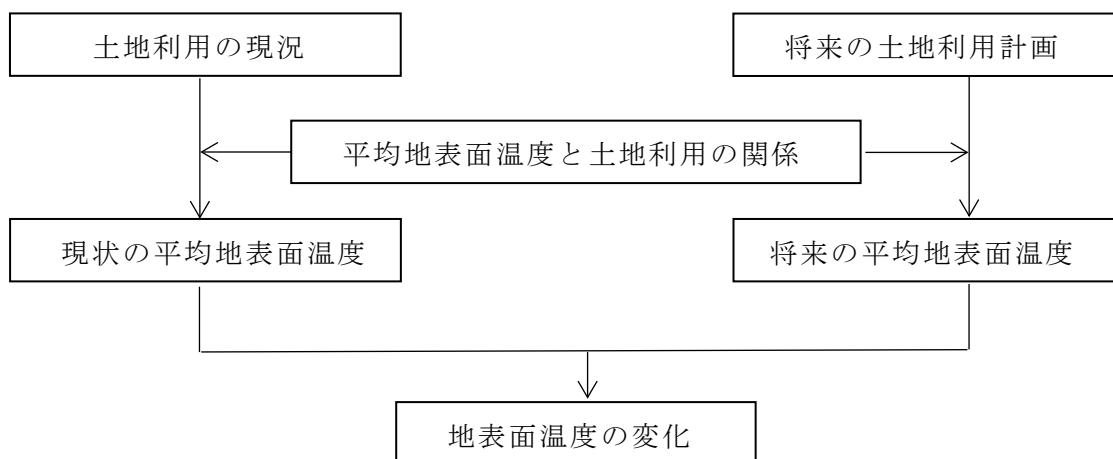 土地利用の現況
将来の土地利用計画
平均地表面温度と土地利用の関係
現状の平均地表面温度
将来の平均地表面温度
地表面温度の変化